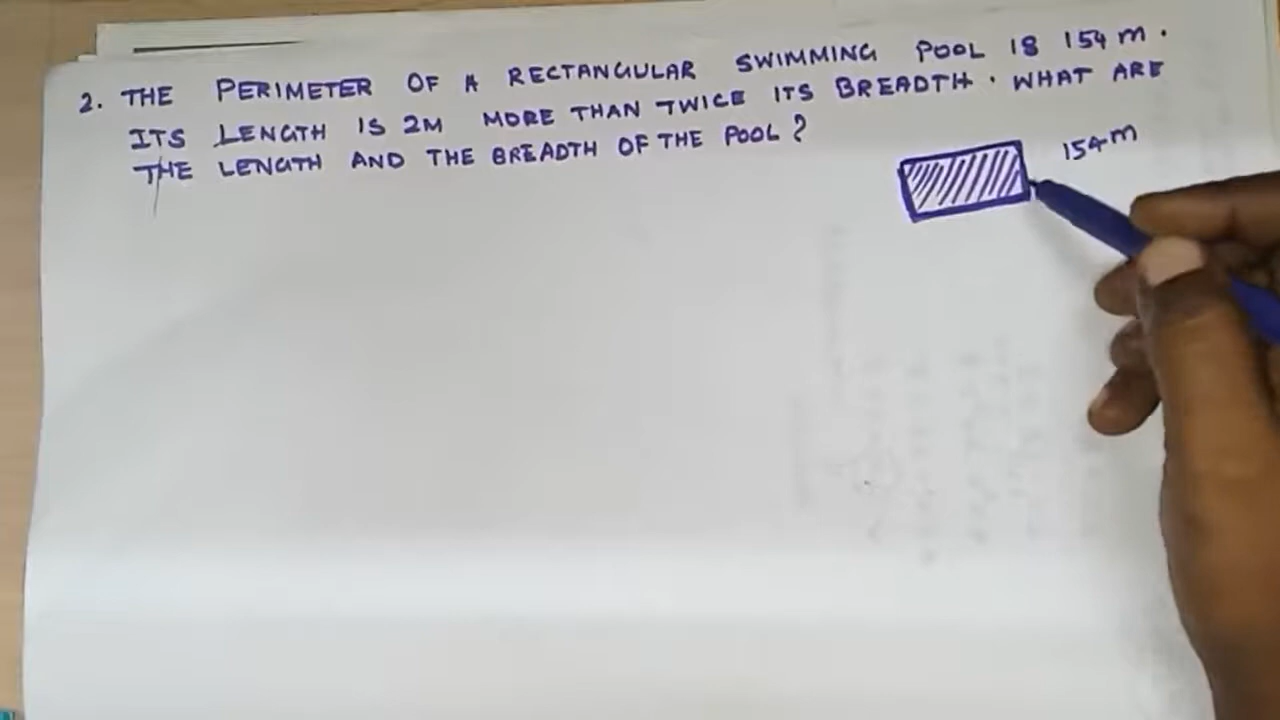 2. THE PERIMETER OF A RECTANGULAR SWIMMING POOL IS 154 M.
ITS LENGTH IS 2M MORE THAN TWICE ITS BREADTH. WHAT ARE
THE LENGTH AND THE BREADTH OF THE POOL?
154m